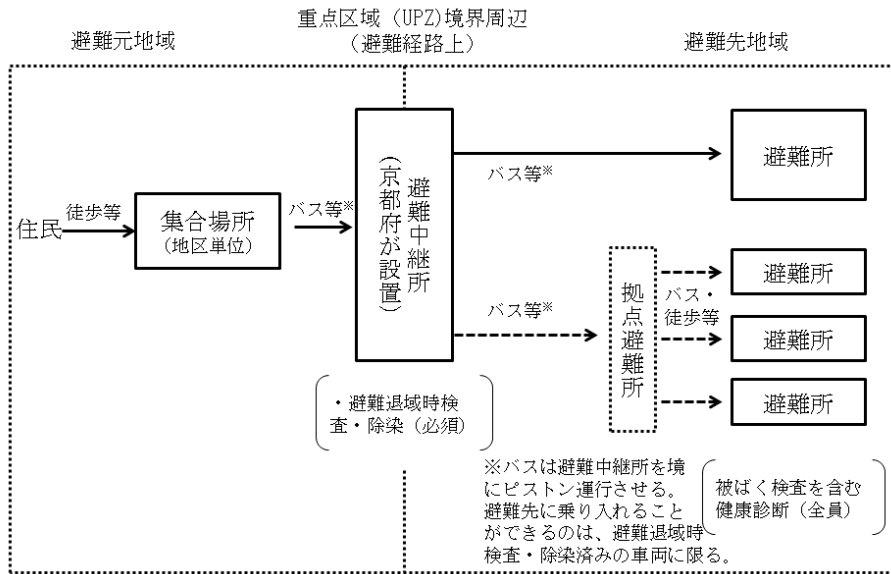 避難元地域
重点区域（UPZ)境界周辺
（避難経路上）
避難先地域
住民
徒歩等
集合場所
（地区単位）
バス等※
避難中継所
（京都府が設置）
・避難退域時検
査・除染（必須）
バス等※
避難所
バス等※
拠点避難所
バス・
徒歩等
避難所
避難所
避難所
※バスは避難中継所を境
にピストン運行させる。
避難先に乗り入れること
ができるのは、避難退域時
検査・除染済みの車両に限る。
被ばく検査を含む
健康診断（全員）